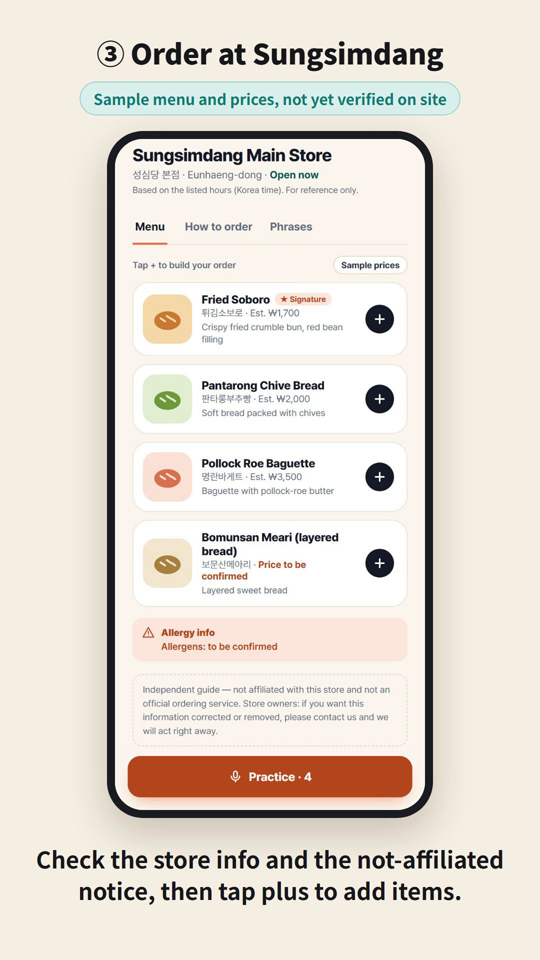 ③ Order at Sungsimdang
Sample menu and prices, not yet verified on site
Sungsimdang Main Store
성심당 본점 · Eunhaeng-dong · Open now
Based on the listed hours (Korea time). For reference only.
Menu How to order Phrases
Tap + to build your order Sample prices
Fried Soboro ★ Signature
튀김소보로 · Est. ₩1,700
Crispy fried crumble bun, red bean
filling
Pantarong Chive Bread
판타롱부추빵 · Est. ₩2,000
Soft bread packed with chives
Pollock Roe Baguette
명란바게트 · Est. ₩3,500
Baguette with pollock-roe butter
Bomunsan Meari (layered
bread)
보문산메아리 · Price to be
confirmed
Layered sweet bread
Allergy info
Allergens: to be confirmed
Independent guide — not affiliated with this store and not an
official ordering service. Store owners: if you want this
information corrected or removed, please contact us and we
will act right away.
Practice · 4
Check the store info and the not-affiliated
notice, then tap plus to add items.